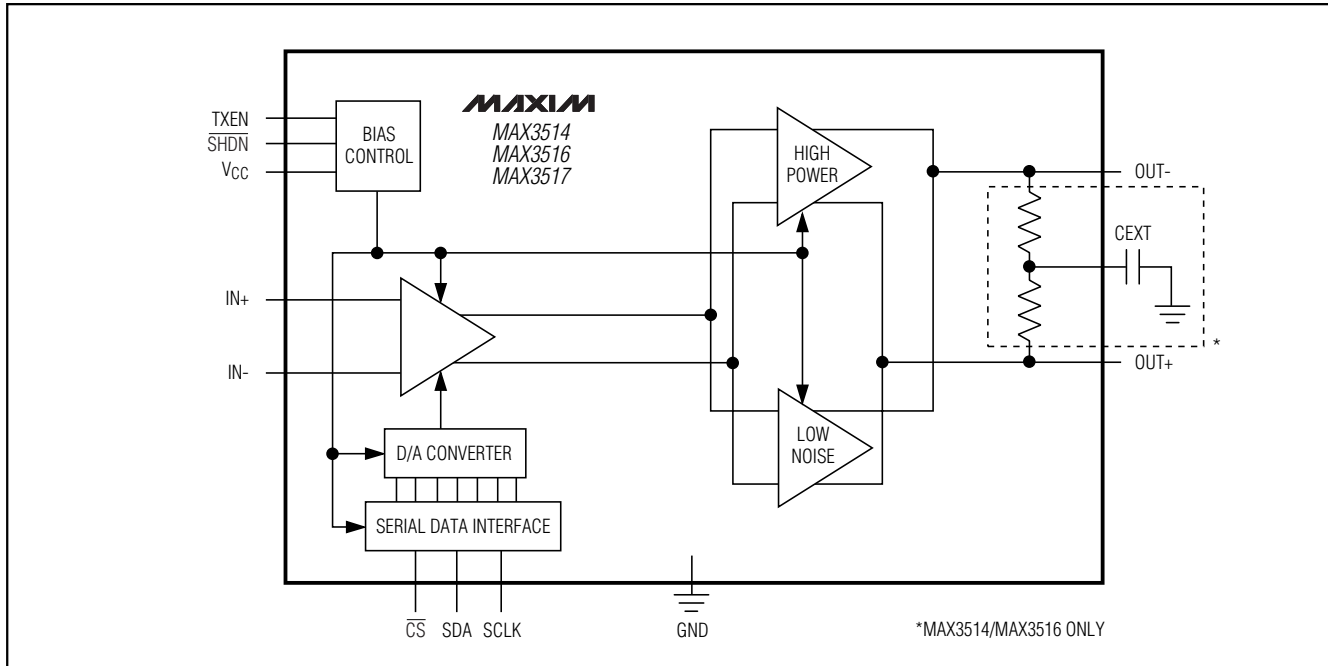 MAXIM
MAX3514
MAX3516
MAX3517
TXEN
SHDN
VCC
BIAS
CONTROL
HIGH
POWER
OUT-
CEXT
IN+
IN-
*
OUT+
D/A CONVERTER
LOW
NOISE
SERIAL DATA INTERFACE
CS SDA SCLK
GND
*MAX3514/MAX3516 ONLY